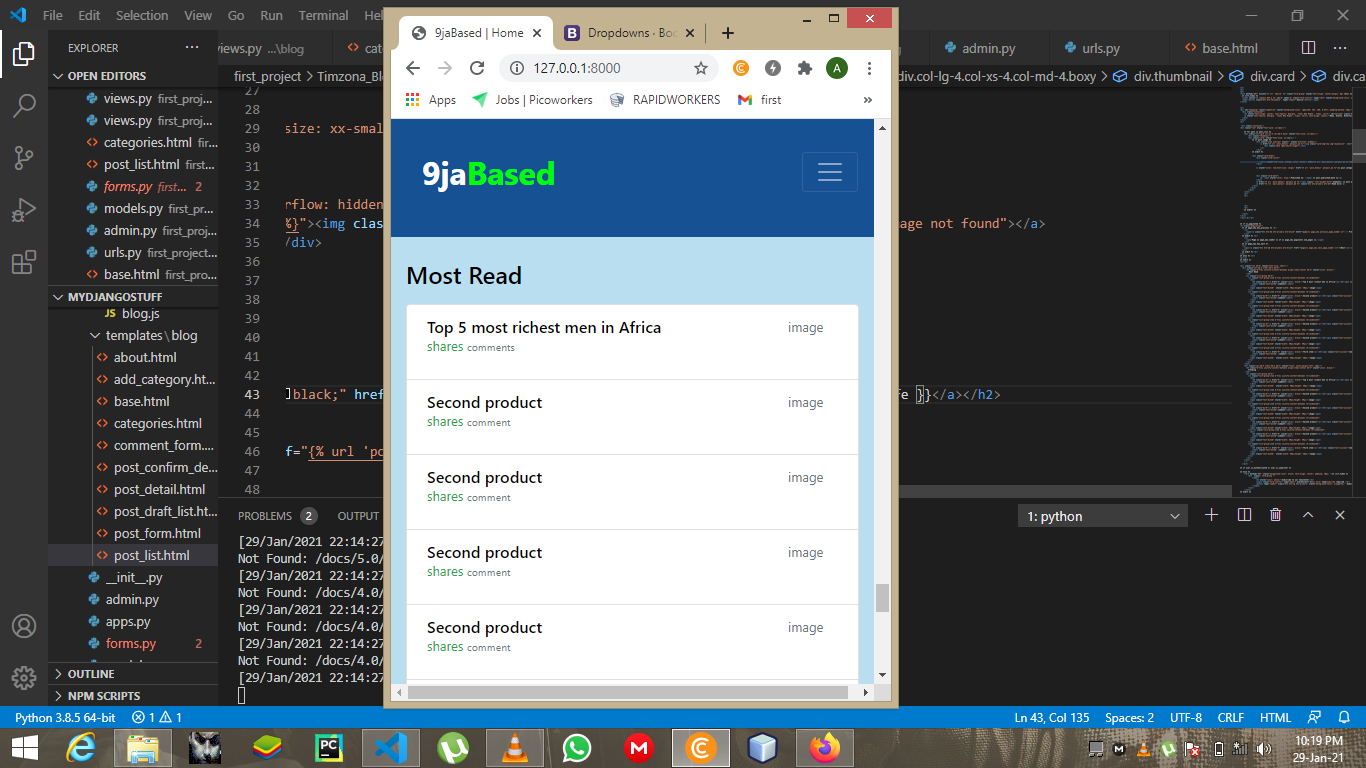 File Edit Selection View Go Run Terminal Hel
EXPLORER
OPEN EDITORS
views.py first_proj...
views.py first_proj...
categories.html fir...
post_list.html first...
forms.py first... 2
models.py first_pr...
admin.py first_pr...
urls.py first_project...
base.html first_pro...
MYDJANGOSTUFF
blog.js
templates\blog
about.html
add_category.ht...
base.html
categories.html
comment_form....
post_confirm_de...
post_detail.html
post_draft_list.ht...
post_form.html
post_list.html
__init__.py
admin.py
apps.py
forms.py 2
OUTLINE
NPM SCRIPTS
views.py ...\blog
admin.py
urls.py
base.html
first_project
Timzona_Bl
div.col-lg-4.col-xs-4.col-md-4.boxy
div.thumbnail
div.card
div.ca
27
28
29 size: xx-smal
30
31
32
33 rflow: hidden
34 %}"><img clas age not found"></a>
35 /div>
36
37
38
39
40
41
42
43 black;" href fe }}</a></h2>
44
45
46 f="{% url 'po
47
48
9jaBased | Home
Dropdowns · Boo
127.0.0.1:8000
A
Apps
Jobs | Picoworkers
RAPIDWORKERS
first
»
9jaBased
Most Read
Top 5 most richest men in Africa image
shares comments
Second product image
shares comment
Second product image
shares comment
Second product image
shares comment
Second product image
shares comment
PROBLEMS 2 OUTPUT
1: python
[29/Jan/2021 22:14:27
Not Found: /docs/5.0/
[29/Jan/2021 22:14:27
Not Found: /docs/4.0/
[29/Jan/2021 22:14:27
Not Found: /docs/4.0/
[29/Jan/2021 22:14:27
Not Found: /docs/4.0/
[29/Jan/2021 22:14:27
Python 3.8.5 64-bit 1 1
Ln 43, Col 135 Spaces: 2 UTF-8 CRLF HTML
10:19 PM
29-Jan-21